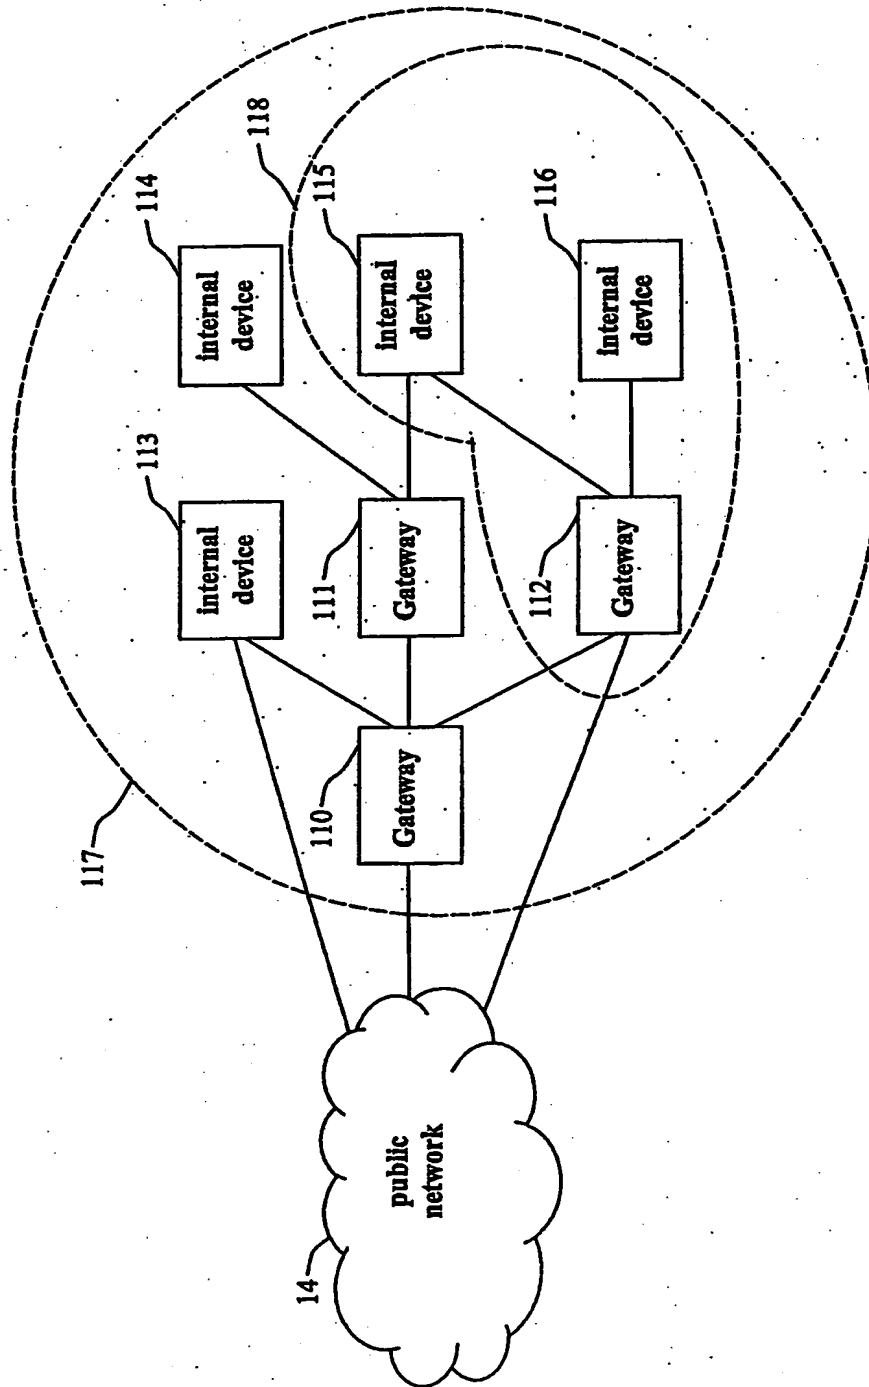 14
public
network
117
110
Gateway
113
internal
device
111
Gateway
112
Gateway
114
internal
device
118
115
internal
device
116
internal
device